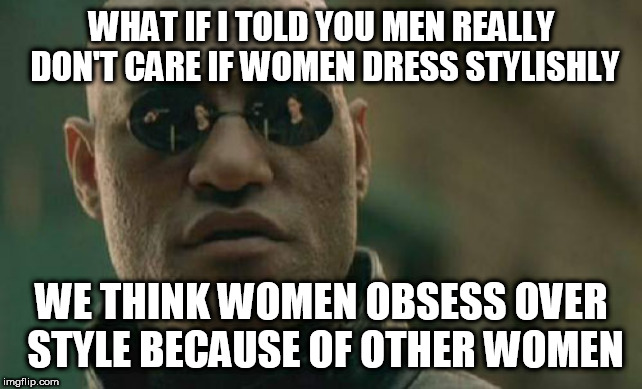 WHAT IF I TOLD YOU MEN REALLY
DON'T CARE IF WOMEN DRESS STYLISHLY
WE THINK WOMEN OBSESS OVER
STYLE BECAUSE OF OTHER WOMEN
imgflip.com